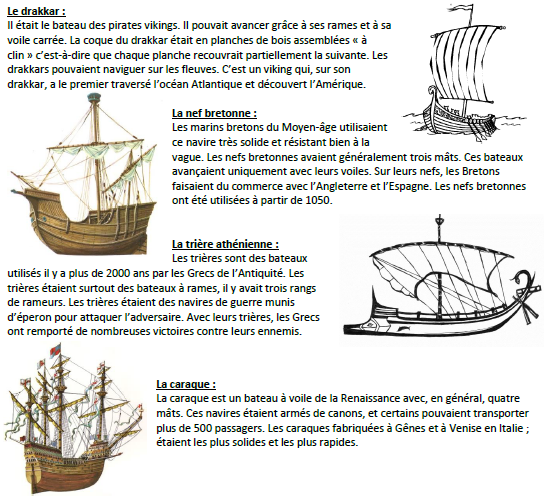 Le drakkar :
Il était le bateau des pirates vikings. Il pouvait avancer grâce à ses rames et à sa
voile carrée. La coque du drakkar était en planches de bois assemblées « à
clin » c’est-à-dire que chaque planche recouvrait partiellement la suivante. Les
drakkars pouvaient naviguer sur les fleuves. C’est un viking qui, sur son
drakkar, a le premier traversé l’océan Atlantique et découvert l’Amérique.
La nef bretonne :
Les marins bretons du Moyen-âge utilisaient
ce navire très solide et résistant bien à la
vague. Les nefs bretonnes avaient généralement trois mâts. Ces bateaux
avançaient uniquement avec leurs voiles. Sur leurs nefs, les Bretons
faisaient du commerce avec l’Angleterre et l’Espagne. Les nefs bretonnes
ont été utilisées à partir de 1050.
La trière athénienne :
Les trières sont des bateaux
utilisés il y a plus de 2000 ans par les Grecs de l’Antiquité. Les
trières étaient surtout des bateaux à rames, il y avait trois rangs
de rameurs. Les trières étaient des navires de guerre munis
d’éperon pour attaquer l’adversaire. Avec leurs trières, les Grecs
ont remporté de nombreuses victoires contre leurs ennemis.
La caraque :
La caraque est un bateau à voile de la Renaissance avec, en général, quatre
mâts. Ces navires étaient armés de canons, et certains pouvaient transporter
plus de 500 passagers. Les caraques fabriquées à Gênes et à Venise en Italie ;
étaient les plus solides et les plus rapides.